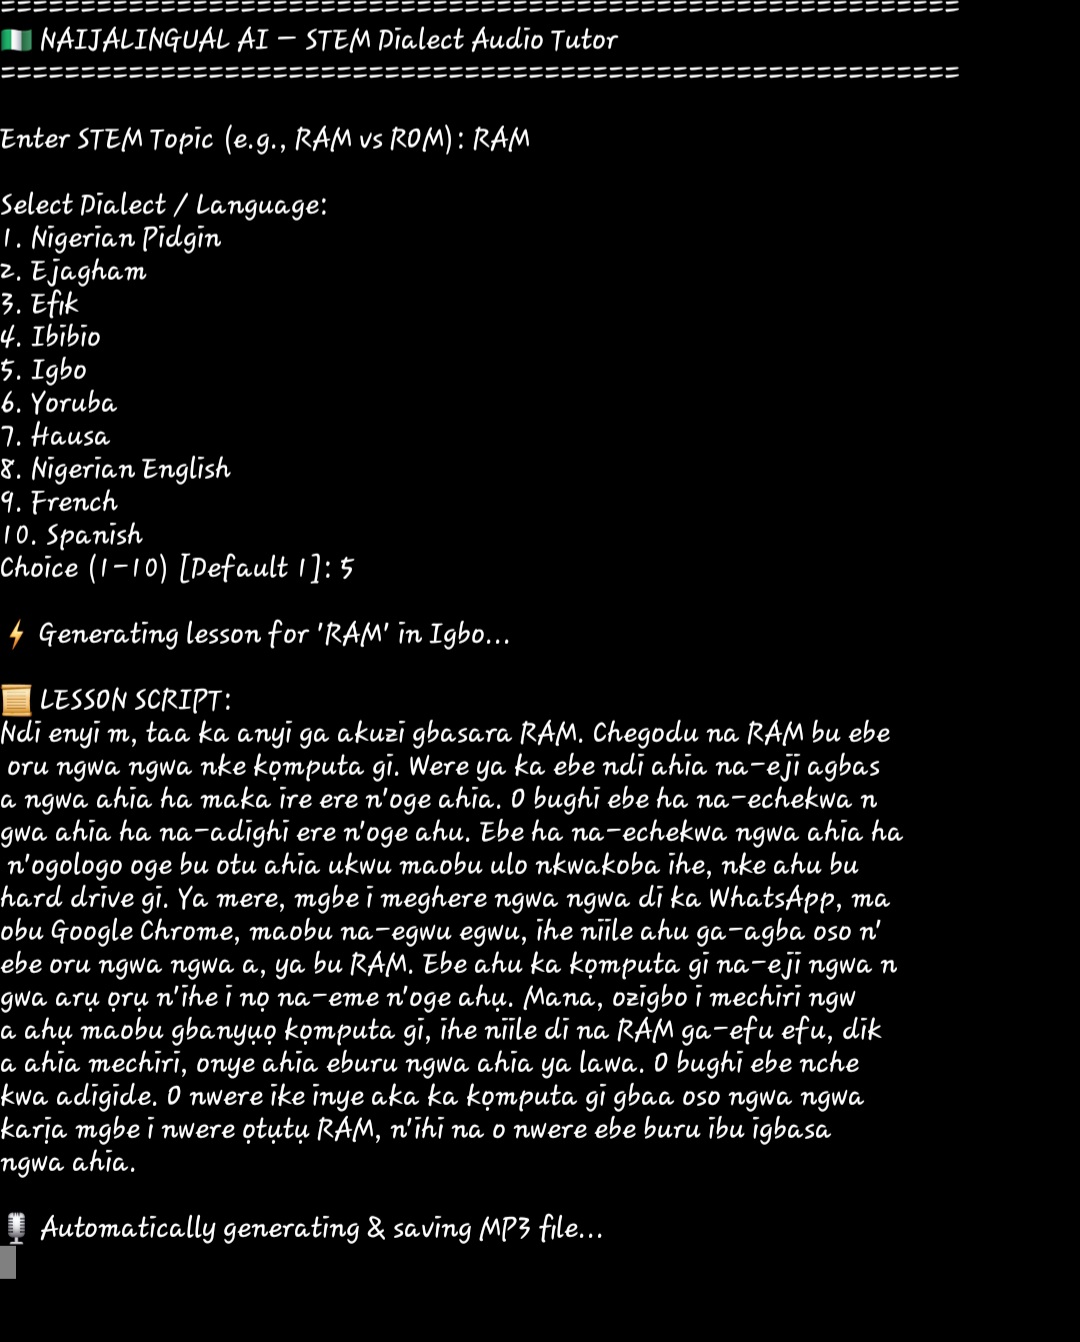 ============================================================
🇳🇬 NAIJALINGUAL AI — STEM Dialect Audio Tutor
============================================================
Enter STEM Topic (e.g., RAM vs ROM): RAM
Select Dialect / Language:
1. Nigerian Pidgin
2. Ejagham
3. Efik
4. Ibibio
5. Igbo
6. Yoruba
7. Hausa
8. Nigerian English
9. French
10. Spanish
Choice (1-10) [Default 1]: 5
⚡ Generating lesson for 'RAM' in Igbo...
📜 LESSON SCRIPT:
Ndi enyi m, taa ka anyi ga akuzi gbasara RAM. Chegodu na RAM bu ebe
oru ngwa ngwa nke kọmputa gi. Were ya ka ebe ndi ahia na-eji agbas
a ngwa ahia ha maka ire ere n'oge ahia. O bughi ebe ha na-echekwa n
gwa ahia ha na-adighi ere n'oge ahu. Ebe ha na-echekwa ngwa ahia ha
n'ogologo oge bu otu ahia ukwu maobu ulo nkwakoba ihe, nke ahu bu
hard drive gi. Ya mere, mgbe i meghere ngwa ngwa di ka WhatsApp, ma
obu Google Chrome, maobu na-egwu egwu, ihe niile ahu ga-agba oso n'
ebe oru ngwa ngwa a, ya bu RAM. Ebe ahu ka kọmputa gi na-eji ngwa n
gwa arụ ọrụ n'ihe i nọ na-eme n'oge ahụ. Mana, ozigbo i mechiri ngw
a ahụ maobu gbanyụọ kọmputa gi, ihe niile di na RAM ga-efu efu, dik
a ahia mechiri, onye ahia eburu ngwa ahia ya lawa. O bughi ebe nche
kwa adigide. O nwere ike inye aka ka kọmputa gi gbaa oso ngwa ngwa
karịa mgbe i nwere ọtụtụ RAM, n'ihi na o nwere ebe buru ibu igbasa
ngwa ahia.
🎙️ Automatically generating & saving MP3 file...